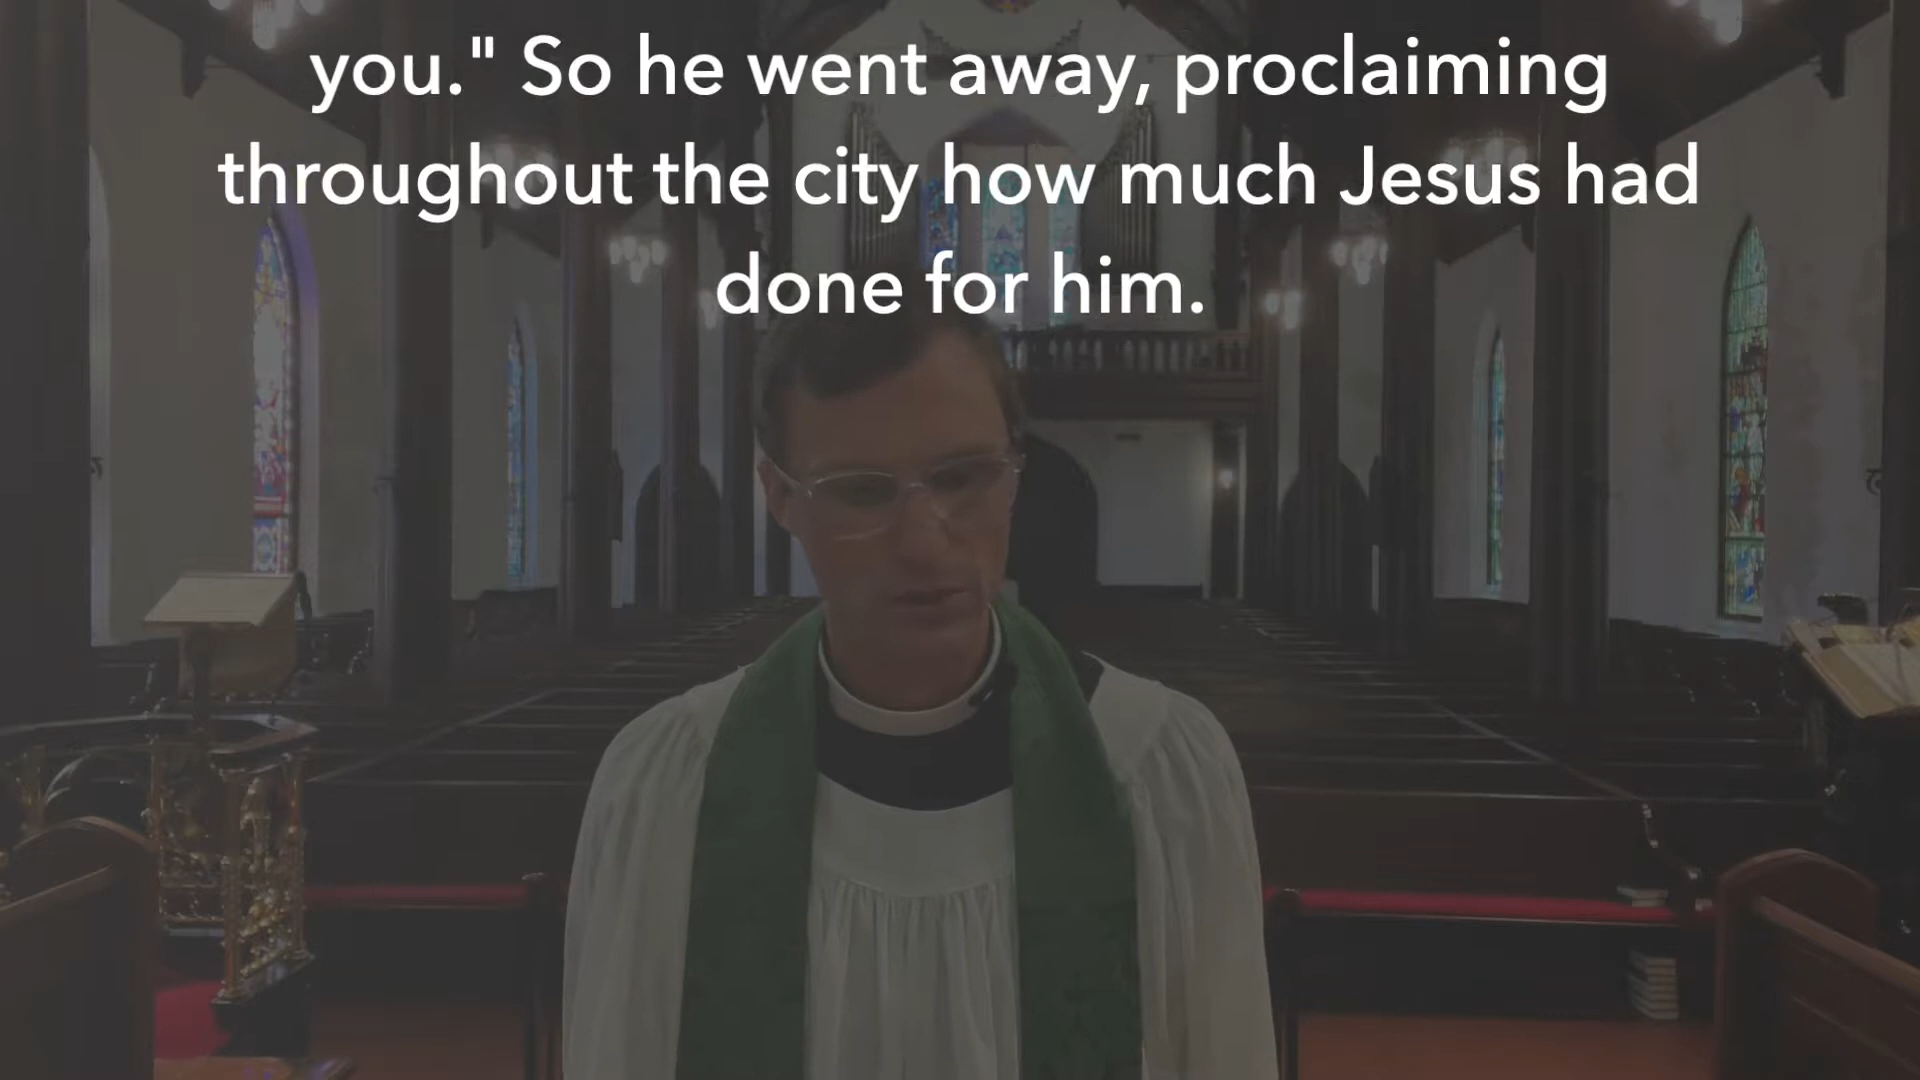 you." So he went away, proclaiming
throughout the city how much Jesus had
done for him.